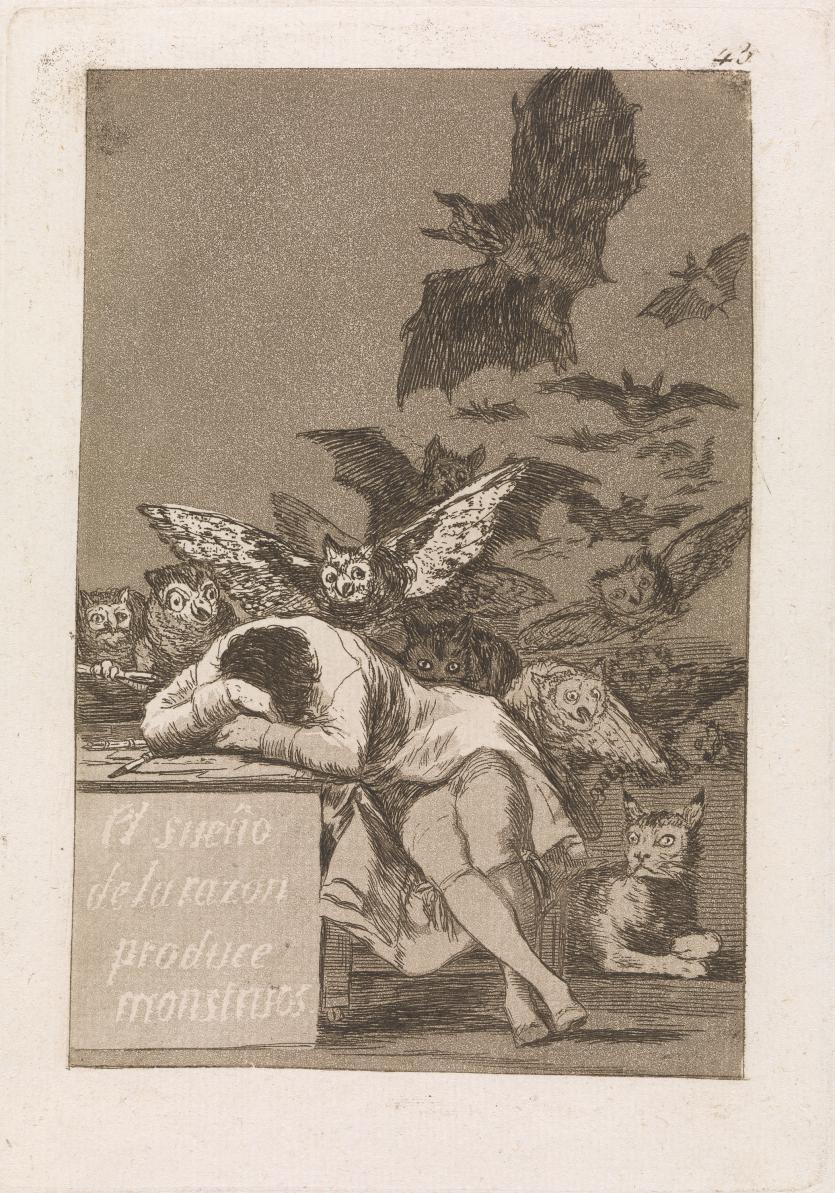 43
El sueño
de la razon
produce
monstruos